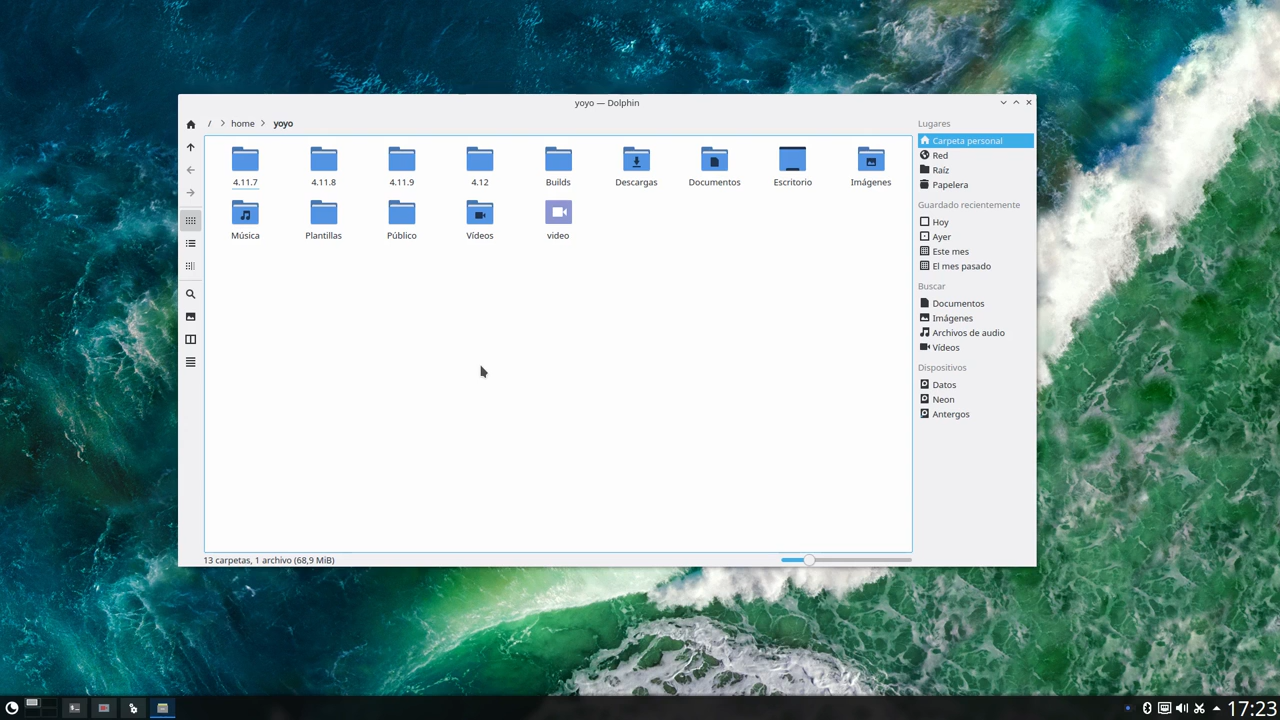 yoyo — Dolphin
/ > home > yoyo
4.11.7 4.11.8 4.11.9 4.12 Builds Descargas Documentos Escritorio Imágenes
Música Plantillas Público Vídeos video
Lugares
Carpeta personal
Red
Raíz
Papelera
Guardado recientemente
Hoy
Ayer
Este mes
El mes pasado
Buscar
Documentos
Imágenes
Archivos de audio
Vídeos
Dispositivos
Datos
Neon
Antergos
13 carpetas, 1 archivo (68,9 MiB)
17:23